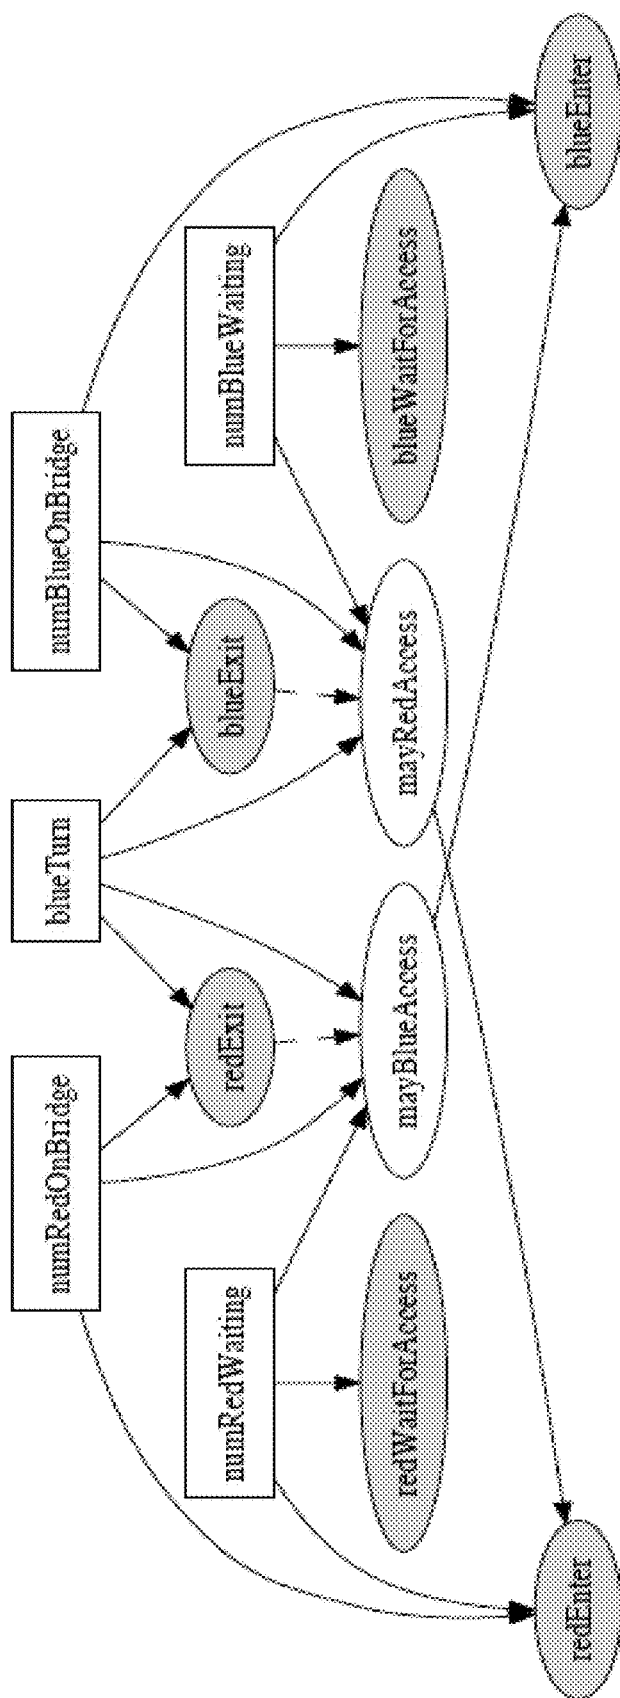 numRedOnBridge
blueTurn
numBlueOnBridge
numRedWaiting
redExit
blueExit
numBlueWaiting
redWaitForAccess
mayBlueAccess
mayRedAccess
blueWaitForAccess
redEnter
blueEnter